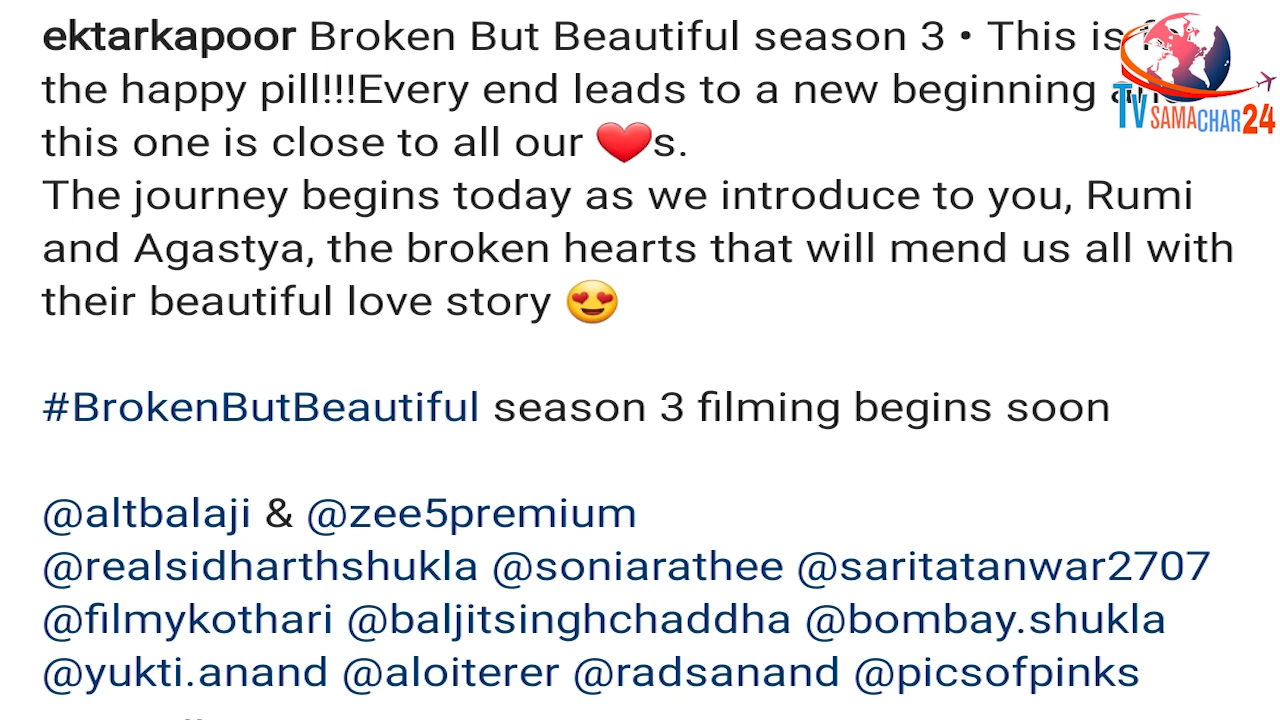 ektarkapoor Broken But Beautiful season 3 • This is
the happy pill!!!Every end leads to a new beginning and
this one is close to all our ❤️s.
The journey begins today as we introduce to you, Rumi
and Agastya, the broken hearts that will mend us all with
their beautiful love story 😍
#BrokenButBeautiful season 3 filming begins soon
@altbalaji & @zee5premium
@realsidharthshukla @soniarathee @saritatanwar2707
@filmykothari @baljitsinghchaddha @bombay.shukla
@yukti.anand @aloiterer @radsanand @picsofpinks
TV SAMACHAR24